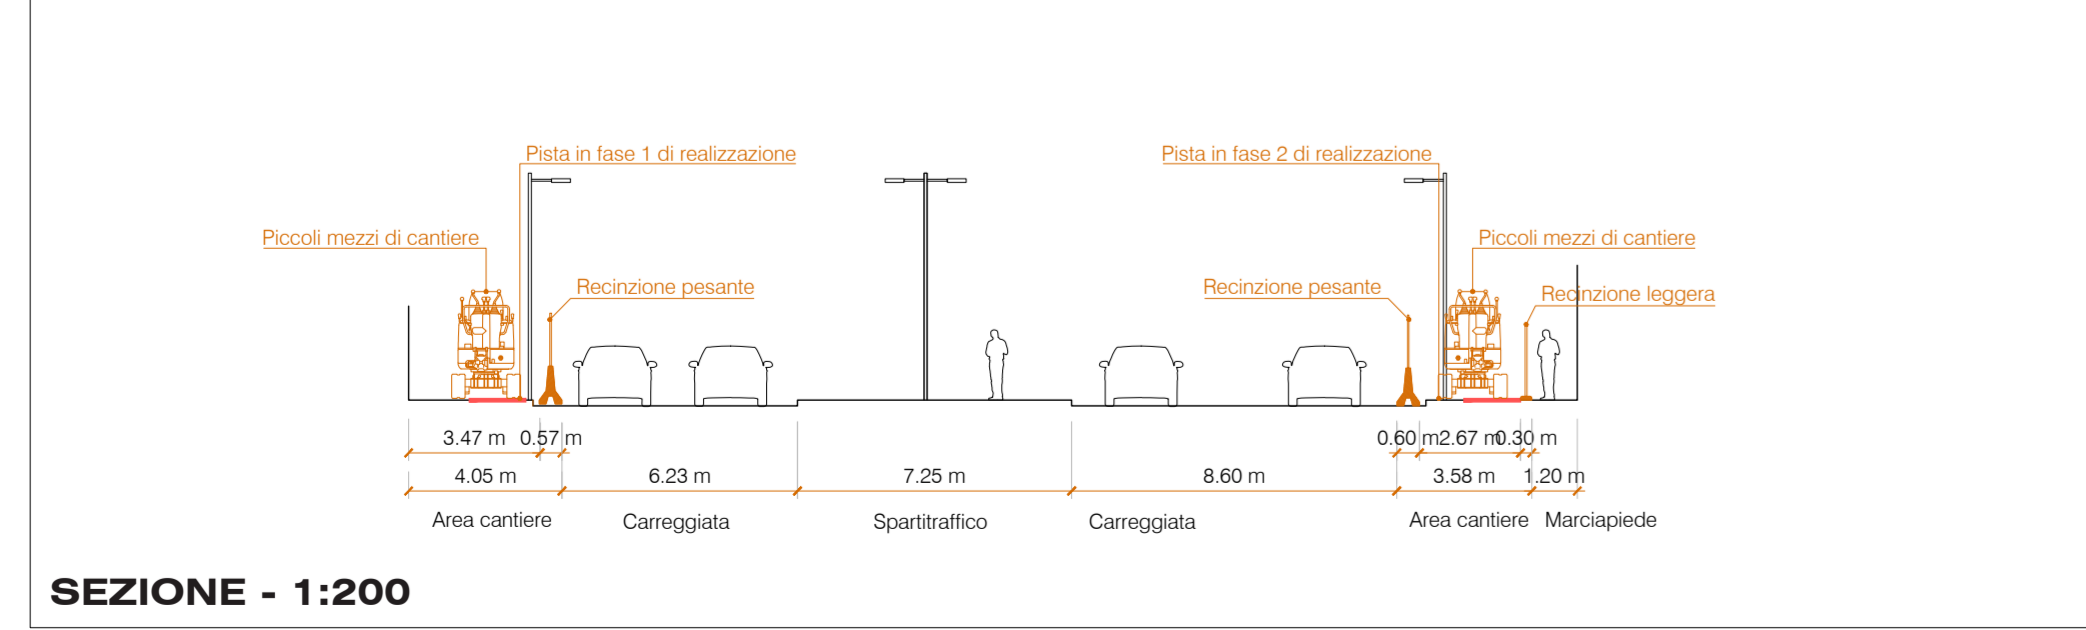 Pista in fase 1 di realizzazione
Pista in fase 2 di realizzazione
Piccoli mezzi di cantiere
Piccoli mezzi di cantiere
Recinzione pesante
Recinzione pesante
Recinzione leggera
3.47 m 0.57 m 0.60 m 2.67 m 0.30 m
4.05 m 6.23 m 7.25 m 8.60 m 3.58 m 1.20 m
Area cantiere Carreggiata Spartitraffico Carreggiata Area cantiere Marciapiede
SEZIONE - 1:200